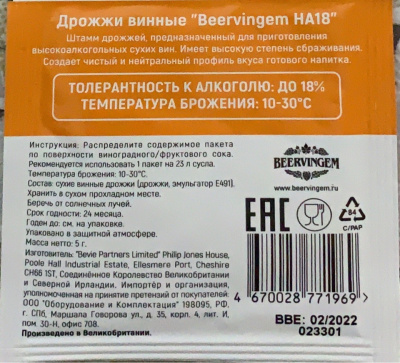 Дрожжи винные "Beervingem HA18"
Штамм дрожжей, предназначенный для приготовления
высокоалкогольных сухих вин. Имеет высокую степень сбраживания.
Создает чистый и нейтральный профиль вкуса готового напитка.
ТОЛЕРАНТНОСТЬ К АЛКОГОЛЮ: ДО 18%
ТЕМПЕРАТУРА БРОЖЕНИЯ: 10-30°C
Инструкция: Распределите содержимое пакета
по поверхности виноградного/фруктового сока.
Рекомендуется использовать 1 пакет на 23 л сусла.
Температура брожения: 10-30°C
Состав: сухие винные дрожжи (дрожжи, эмульгатор E491).
Хранить в сухом прохладном месте.
Беречь от солнечных лучей.
Срок годности: 24 месяца.
Годен до: см. на упаковке.
Упаковано в защитной атмосфере.
Масса нетто: 5 г.
Изготовитель: "Bevie Partners Limited" Philip Jones House,
Poole Hall Industrial Estate, Ellesmere Port, Cheshire
CH66 1ST, Соединённое Королевство Великобритании
и Северной Ирландии. Импортёр и организация,
уполномоченная на принятие претензий от покупателей:
ООО "Оборудование и Комплектация" 198095, РФ,
г. СПб, Маршала Говорова ул., д. 35, корп. 4, лит. И,
пом. 30-Н, офис 708.
Произведено в Великобритании.
BEERVINGEM
www.beervingem.ru
EAC
84
C/PAP
4 670028 771969 >
BBE: 02/2022
023301